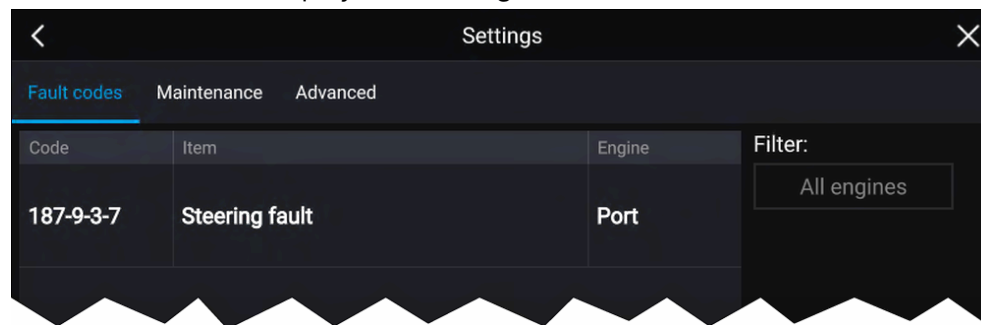 Settings
Fault codes Maintenance Advanced
Code Item Engine Filter:
All engines
187-9-3-7 Steering fault Port